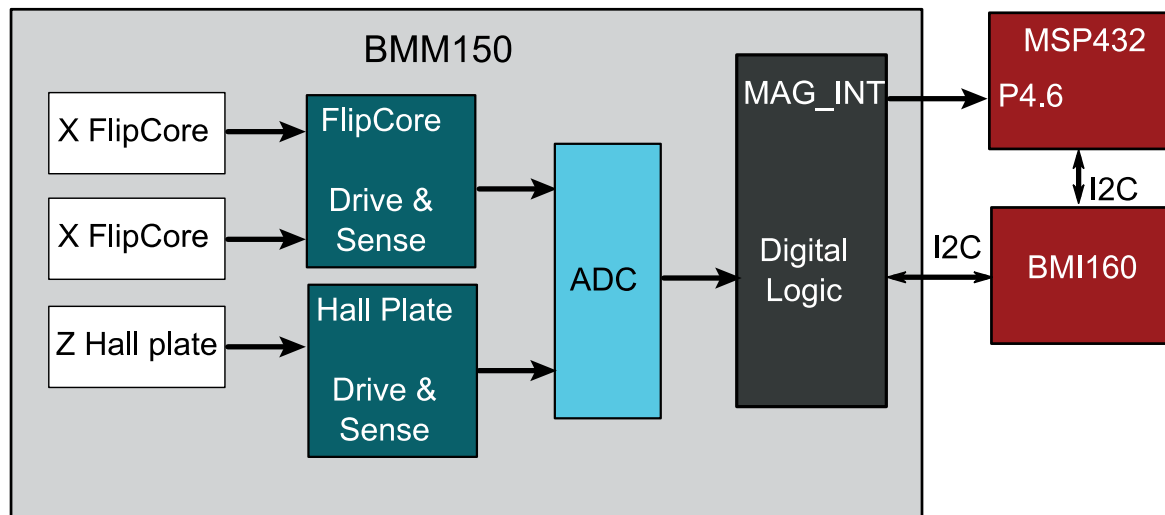 BMM150
X FlipCore
X FlipCore
Z Hall plate
FlipCore
Drive &
Sense
Hall Plate
Drive &
Sense
ADC
MAG_INT
Digital
Logic
MSP432
P4.6
I2C
I2C
BMI160